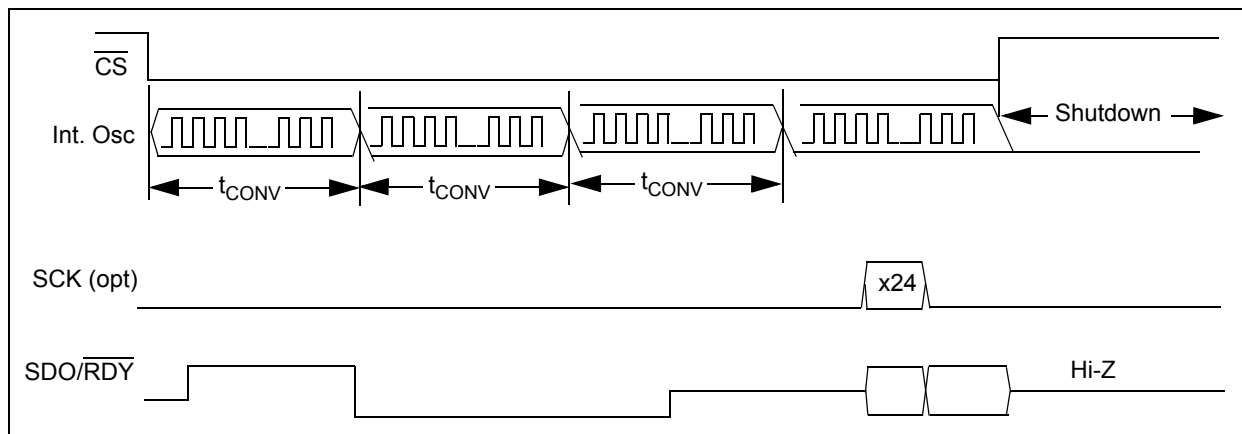 CS
Int. Osc
Shutdown
tCONV
tCONV
tCONV
SCK (opt)
x24
SDO/RDY
Hi-Z